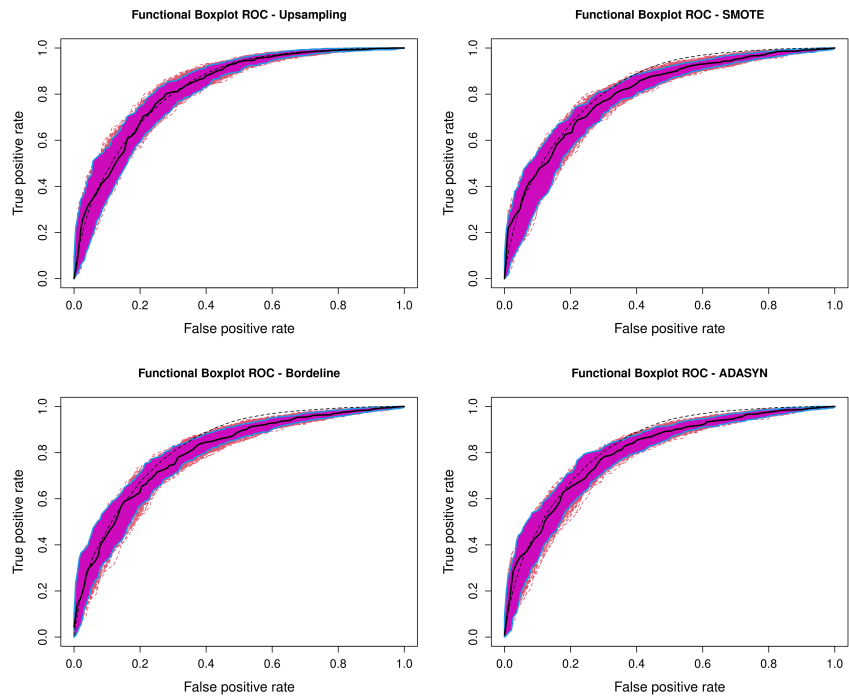 Functional Boxplot ROC - Upsampling
True positive rate
0.0 0.2 0.4 0.6 0.8 1.0
0.0 0.2 0.4 0.6 0.8 1.0
False positive rate
Functional Boxplot ROC - SMOTE
True positive rate
0.0 0.2 0.4 0.6 0.8 1.0
0.0 0.2 0.4 0.6 0.8 1.0
False positive rate
Functional Boxplot ROC - Bordeline
True positive rate
0.0 0.2 0.4 0.6 0.8 1.0
0.0 0.2 0.4 0.6 0.8 1.0
False positive rate
Functional Boxplot ROC - ADASYN
True positive rate
0.0 0.2 0.4 0.6 0.8 1.0
0.0 0.2 0.4 0.6 0.8 1.0
False positive rate